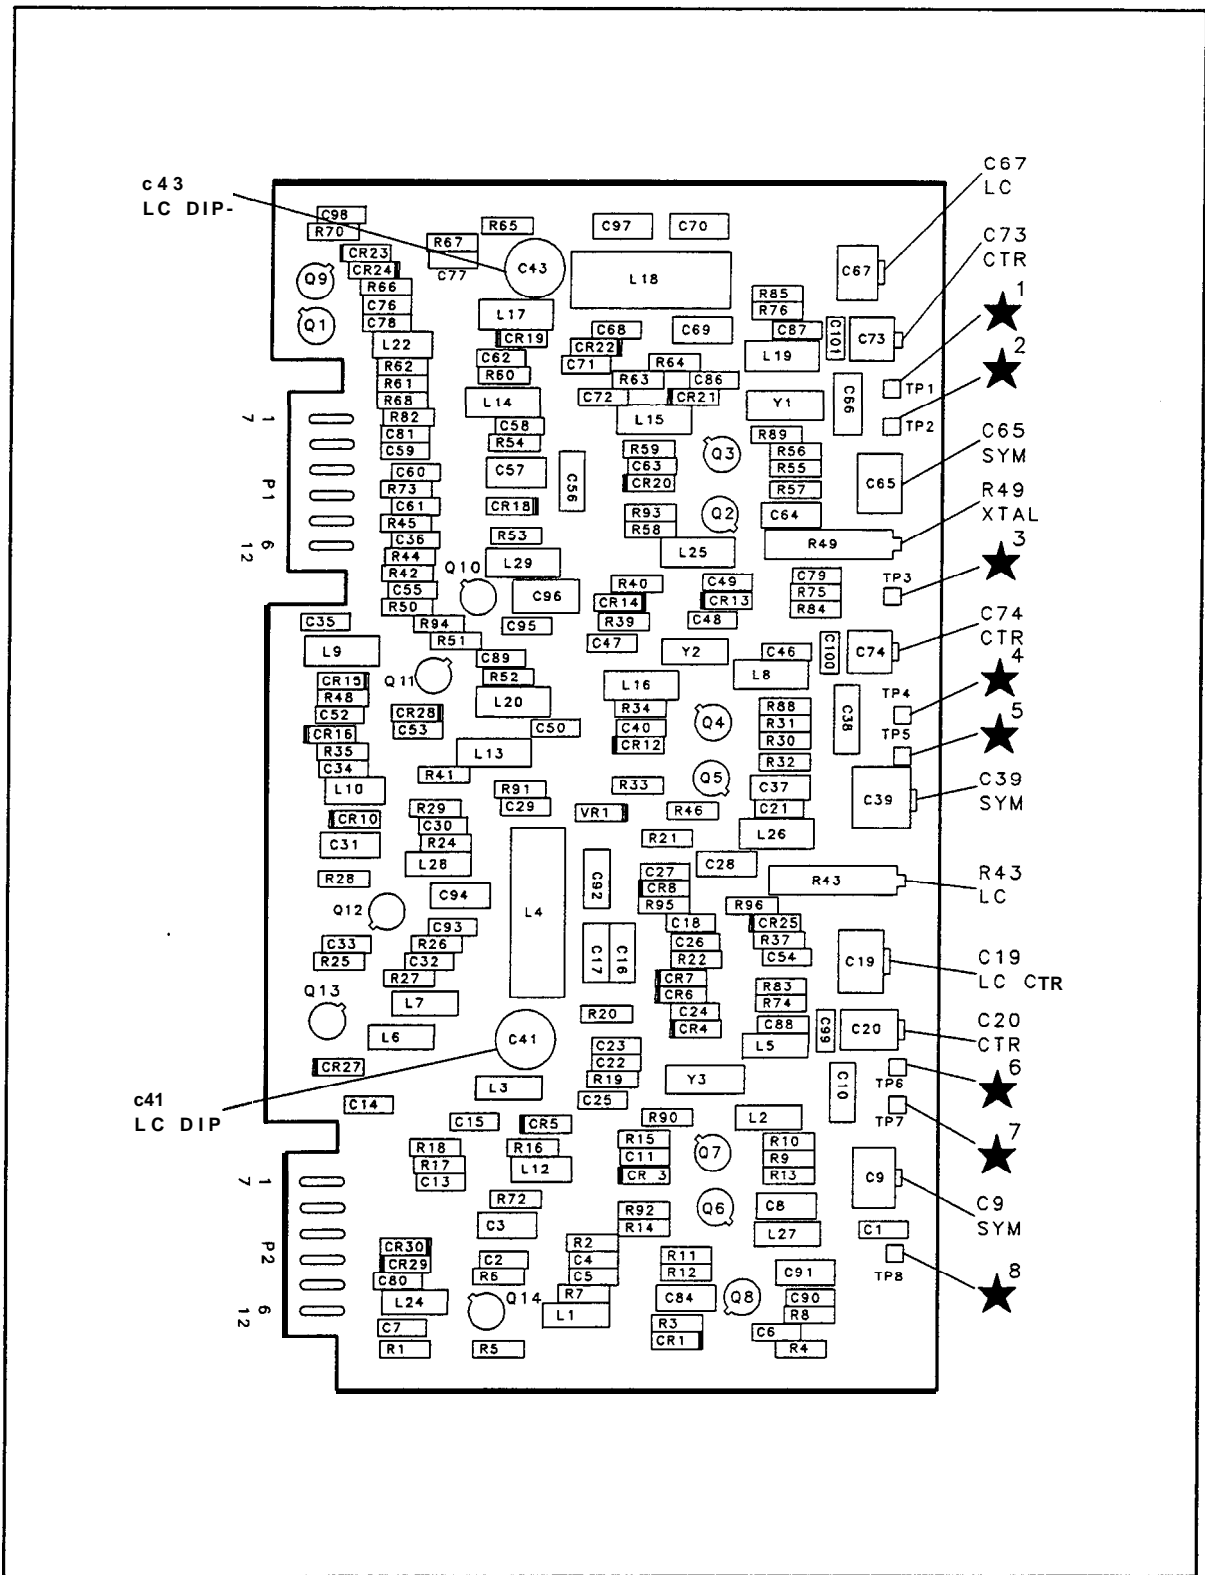 c43
LC DIP-
C98
R70
R65
C97
C70
C67
LC
C73
CTR
CR23
CR24
R67
C77
C43
L18
C67
Q9
R66
C76
C78
Q1
L17
R85
R76
1
L22
CR19
C68
CR22
C71
C69
C87
C101
C73
L19
2
R62
R61
R68
C62
R60
R64
R63
C86
C72
CR21
TP1
L14
L15
Y1
C66
TP2
1
7
R82
C81
C59
C58
R54
R59
C63
CR20
Q3
R89
R56
R55
C65
SYM
P1
C60
R73
C61
C57
C56
R57
C65
R49
XTAL
R45
C36
CR18
R93
R58
Q2
C64
6
12
R44
R42
C55
R50
R53
L29
L25
R49
3
Q10
C96
R40
CR14
R39
C49
CR13
C48
C79
R75
R84
TP3
C35
R94
R51
C95
C47
C74
CTR
L9
C89
Y2
C46
C100
C74
4
Q11
R52
L16
L8
CR15
R48
C52
L20
R34
C40
CR12
Q4
R88
R31
R30
C38
TP4
5
CR28
C53
C50
TP5
CR16
R35
C34
L13
R32
L10
R41
R91
C29
R33
Q5
C37
C21
C39
C39
SYM
CR10
R29
C30
R24
VR1
R46
L26
C31
L28
R21
C28
R28
C94
L4
C92
C27
CR8
R95
R43
R43
LC
Q12
R96
CR25
R37
C54
C33
R25
C93
R26
C32
R27
C17
C16
C18
C26
R22
CR7
CR6
C19
C19
LC CTR
Q13
L7
R83
R74
C24
CR4
L6
R20
C41
C88
L5
C99
C20
C20
CTR
CR27
C23
C22
R19
C25
c41
LC DIP
L3
Y3
C10
TP6
6
C14
C15
CR5
R90
L2
TP7
7
R18
R17
C13
R16
L12
R15
C11
CR 3
Q7
R10
R9
R13
1
7
R72
C9
C9
SYM
C3
R92
R14
Q6
C8
L27
C1
P2
CR30
CR29
C80
C2
R6
R2
C4
C5
R11
R12
C91
TP8
8
6
12
L24
Q14
R7
L1
C84
Q8
C90
R8
C7
R1
R5
R3
CR1
C6
R4